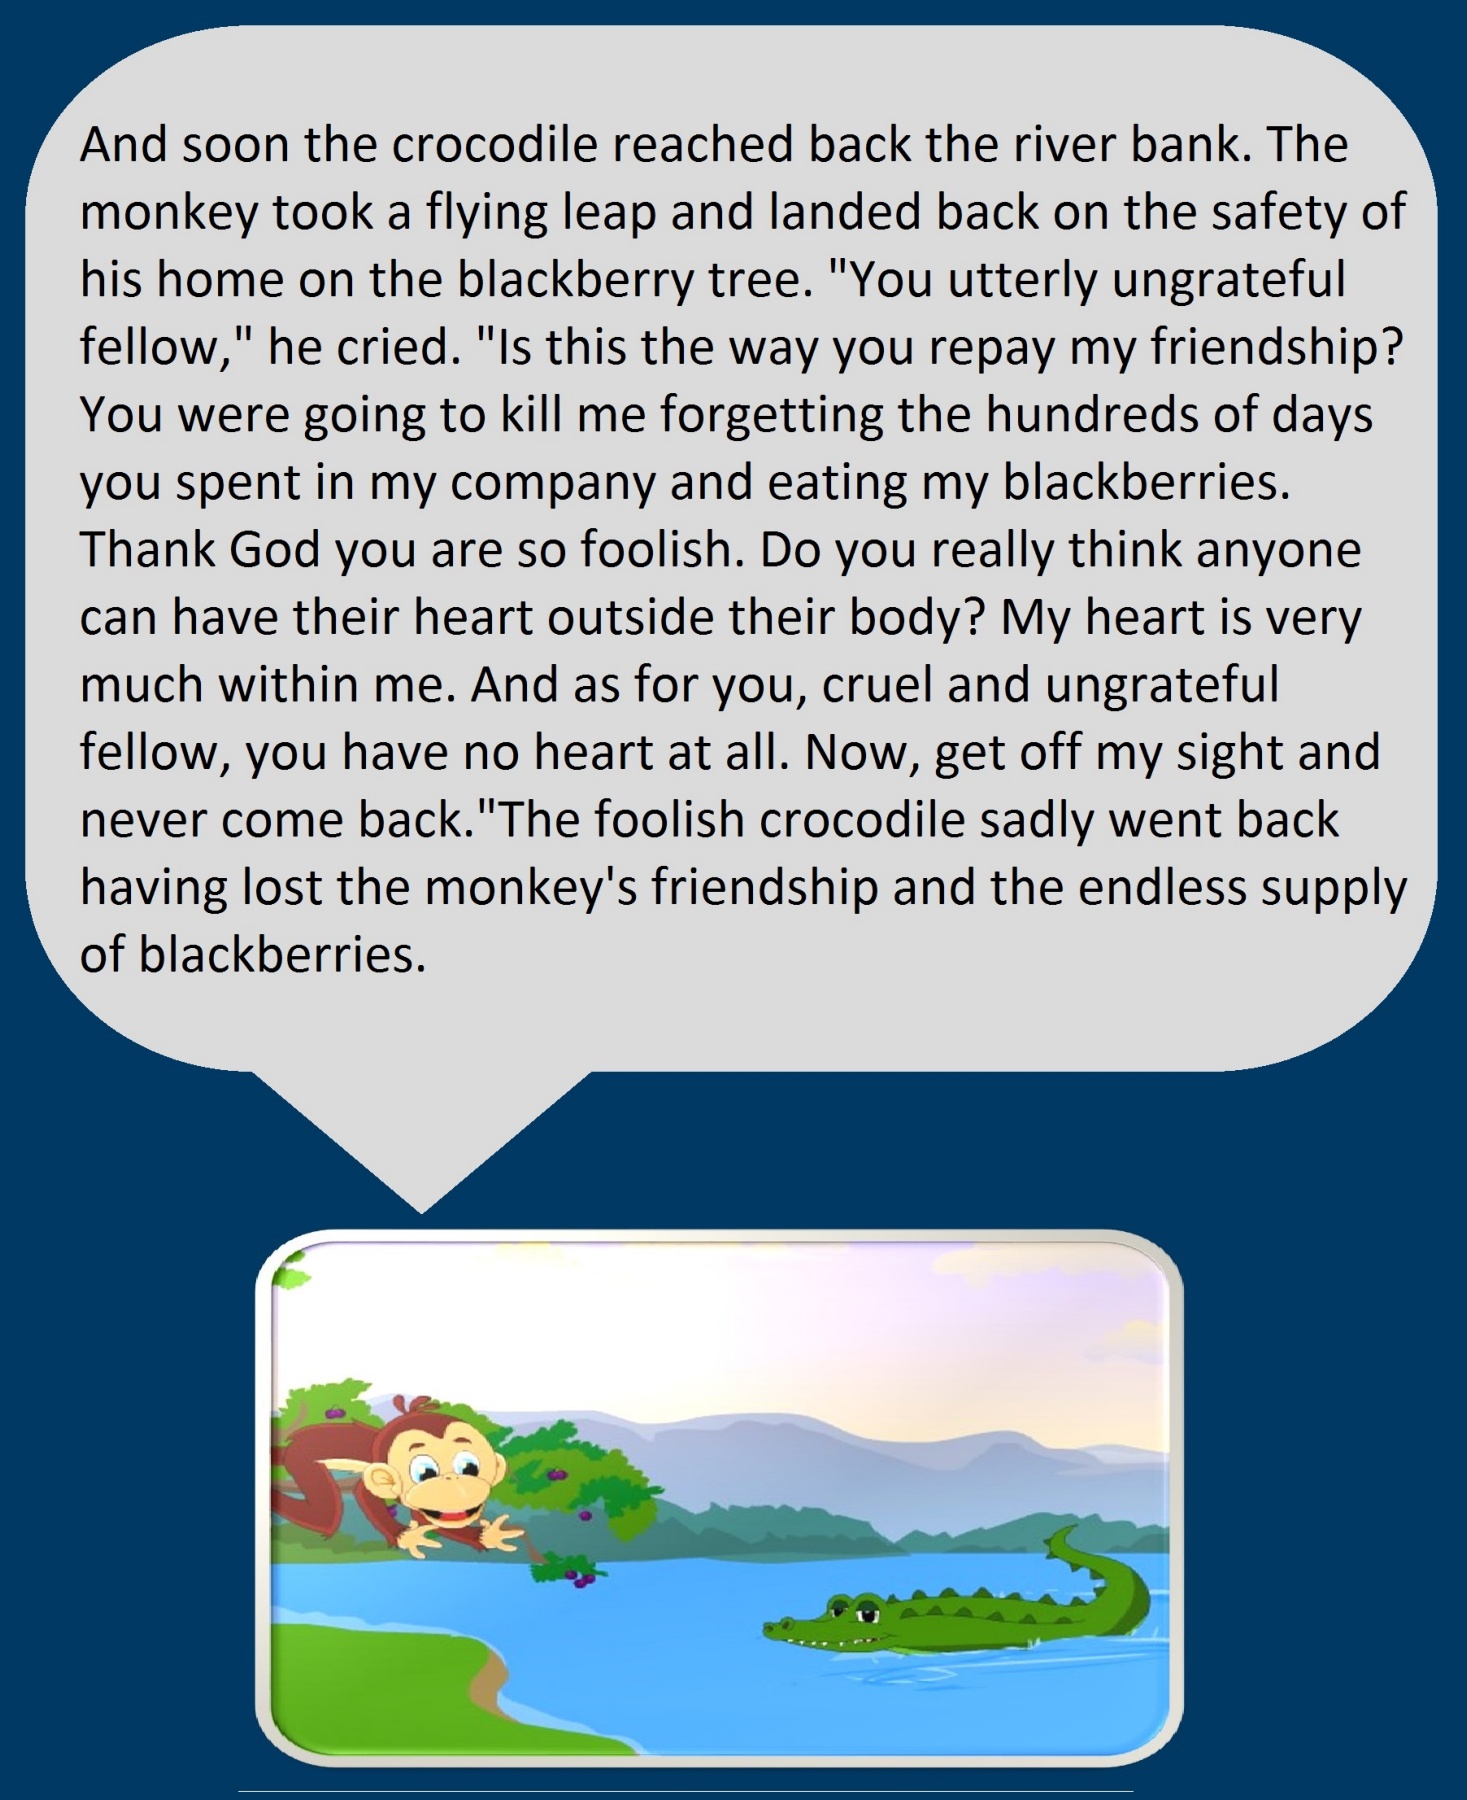 And soon the crocodile reached back the river bank. The
monkey took a flying leap and landed back on the safety of
his home on the blackberry tree. "You utterly ungrateful
fellow," he cried. "Is this the way you repay my friendship?
You were going to kill me forgetting the hundreds of days
you spent in my company and eating my blackberries.
Thank God you are so foolish. Do you really think anyone
can have their heart outside their body? My heart is very
much within me. And as for you, cruel and ungrateful
fellow, you have no heart at all. Now, get off my sight and
never come back."The foolish crocodile sadly went back
having lost the monkey's friendship and the endless supply
of blackberries.